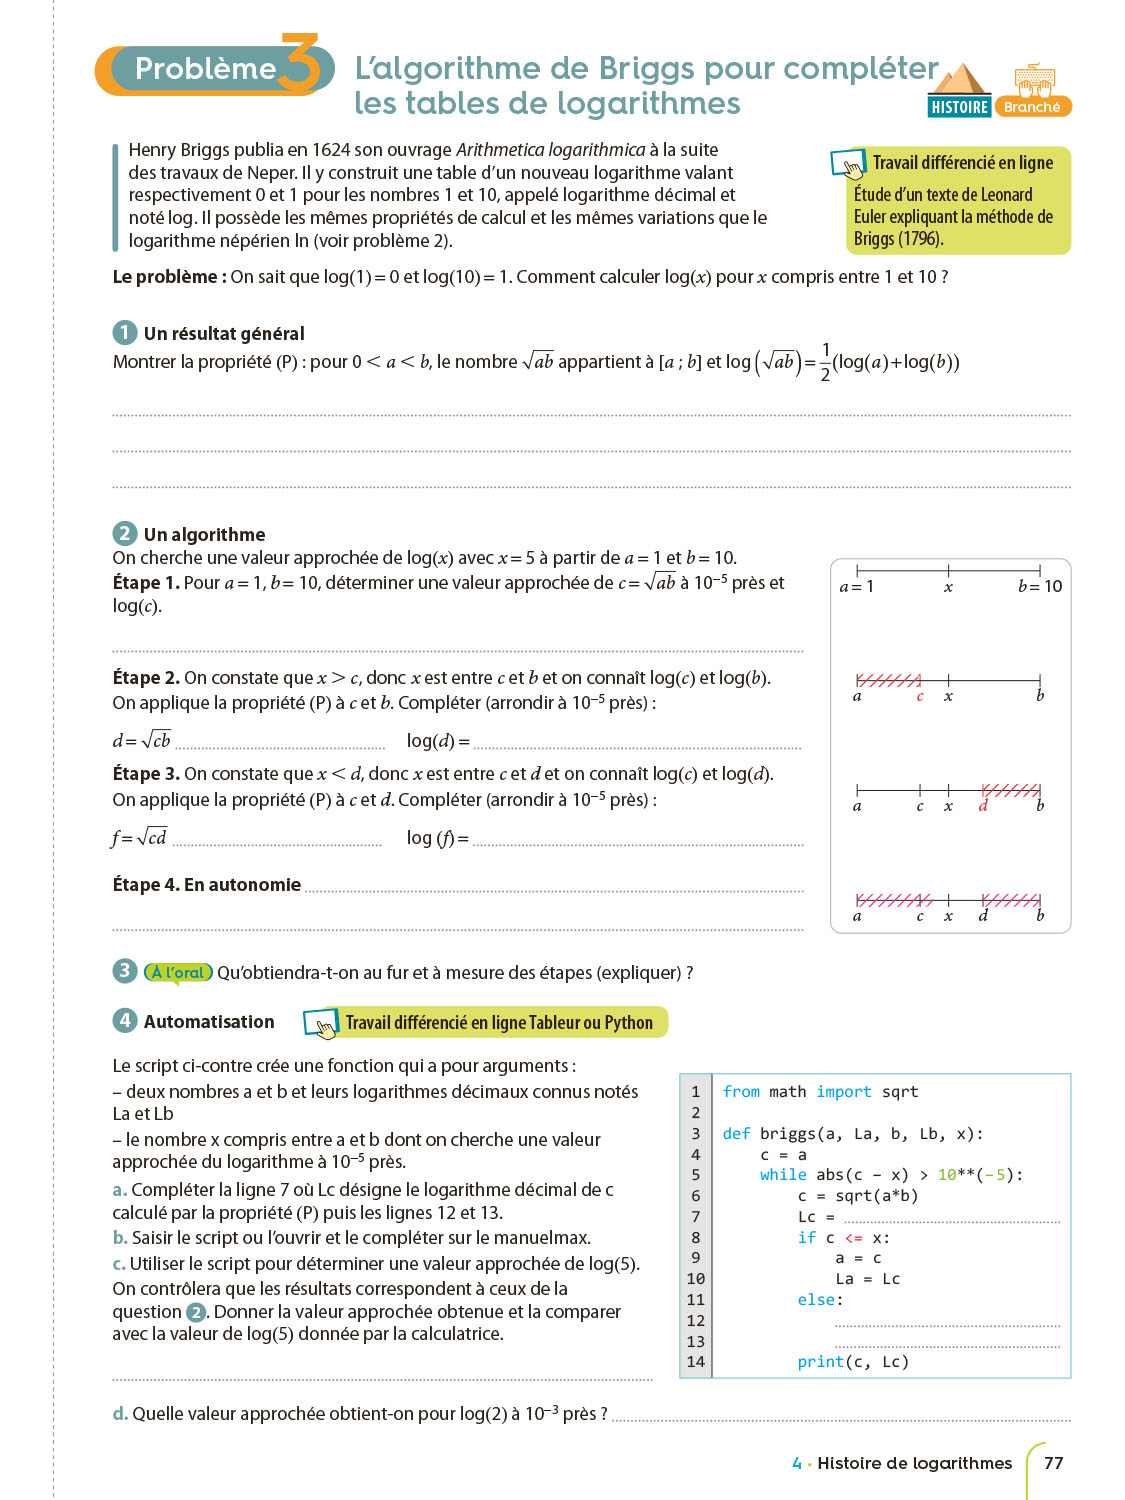 Problème 3
L'algorithme de Briggs pour compléter
les tables de logarithmes
HISTOIRE
Branché
Henry Briggs publia en 1624 son ouvrage Arithmetica logarithmica à la suite
des travaux de Neper. Il y construit une table d'un nouveau logarithme valant
respectivement 0 et 1 pour les nombres 1 et 10, appelé logarithme décimal et
noté log. Il possède les mêmes propriétés de calcul et les mêmes variations que le
logarithme népérien ln (voir problème 2).
Travail différencié en ligne
Étude d'un texte de Leonard
Euler expliquant la méthode de
Briggs (1796).
Le problème : On sait que log(1) = 0 et log(10) = 1. Comment calculer log(x) pour x compris entre 1 et 10 ?
1 Un résultat général
Montrer la propriété (P) : pour 0 < a < b, le nombre √ab appartient à [a ; b] et log (√ab) = 1/2 (log(a) + log(b))
2 Un algorithme
On cherche une valeur approchée de log(x) avec x = 5 à partir de a = 1 et b = 10.
Étape 1. Pour a = 1, b = 10, déterminer une valeur approchée de c = √ab à 10⁻⁵ près et
log(c).
Étape 2. On constate que x > c, donc x est entre c et b et on connaît log(c) et log(b).
On applique la propriété (P) à c et b. Compléter (arrondir à 10⁻⁵ près) :
d = √cb log(d) =
Étape 3. On constate que x < d, donc x est entre c et d et on connaît log(c) et log(d).
On applique la propriété (P) à c et d. Compléter (arrondir à 10⁻⁵ près) :
f = √cd log (f) =
Étape 4. En autonomie
a = 1 x b = 10
a c x b
a c x d b
a c x d b
3 À l'oral Qu'obtiendra-t-on au fur et à mesure des étapes (expliquer) ?
4 Automatisation
Travail différencié en ligne Tableur ou Python
Le script ci-contre crée une fonction qui a pour arguments :
– deux nombres a et b et leurs logarithmes décimaux connus notés
La et Lb
– le nombre x compris entre a et b dont on cherche une valeur
approchée du logarithme à 10⁻⁵ près.
a. Compléter la ligne 7 où Lc désigne le logarithme décimal de c
calculé par la propriété (P) puis les lignes 12 et 13.
b. Saisir le script ou l'ouvrir et le compléter sur le manuelmax.
c. Utiliser le script pour déterminer une valeur approchée de log(5).
On contrôlera que les résultats correspondent à ceux de la
question 2. Donner la valeur approchée obtenue et la comparer
avec la valeur de log(5) donnée par la calculatrice.
1 from math import sqrt
2
3 def briggs(a, La, b, Lb, x):
4 c = a
5 while abs(c – x) > 10**(–5):
6 c = sqrt(a*b)
7 Lc =
8 if c <= x:
9 a = c
10 La = Lc
11 else:
12
13
14 print(c, Lc)
d. Quelle valeur approchée obtient-on pour log(2) à 10⁻³ près ?
4 • Histoire de logarithmes 77